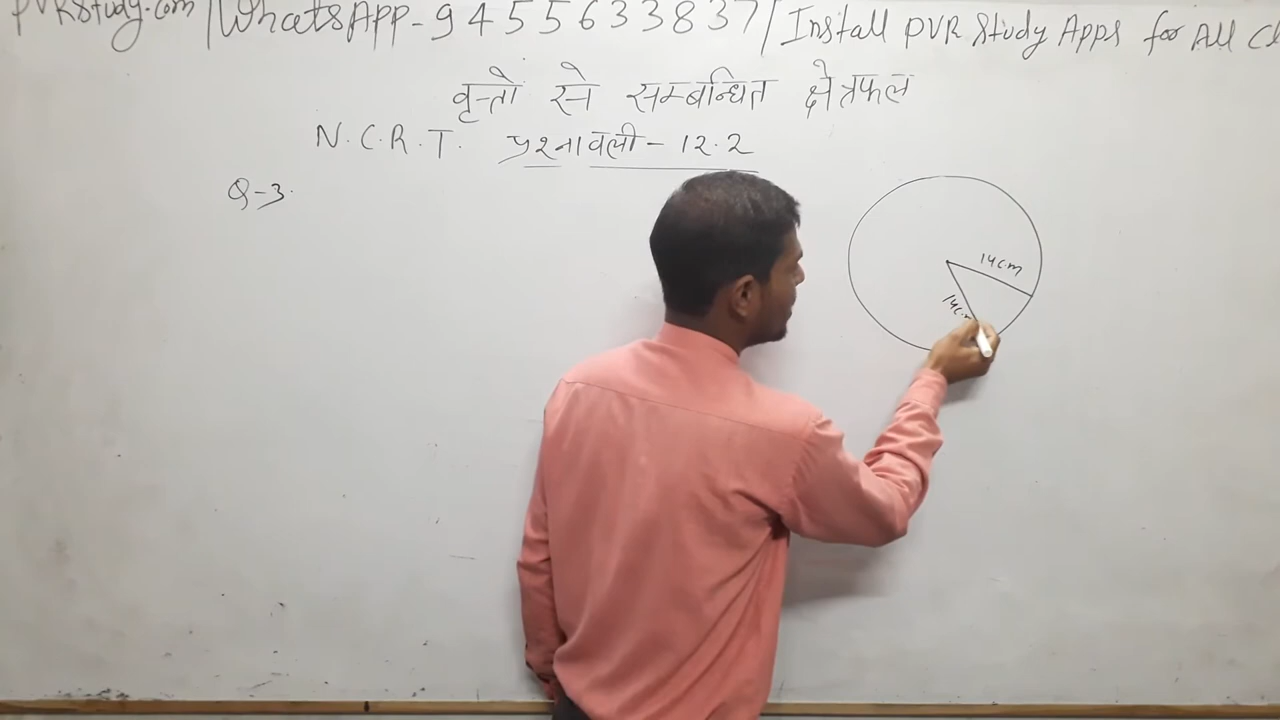 PVRStudy.com | WhatsApp - 9455633837 | Install PVR Study Apps for All
वृत्तों से सम्बन्धित क्षेत्रफल
N.C.R.T. प्रश्नावली - 12.2
Q-3.
14cm
14cm